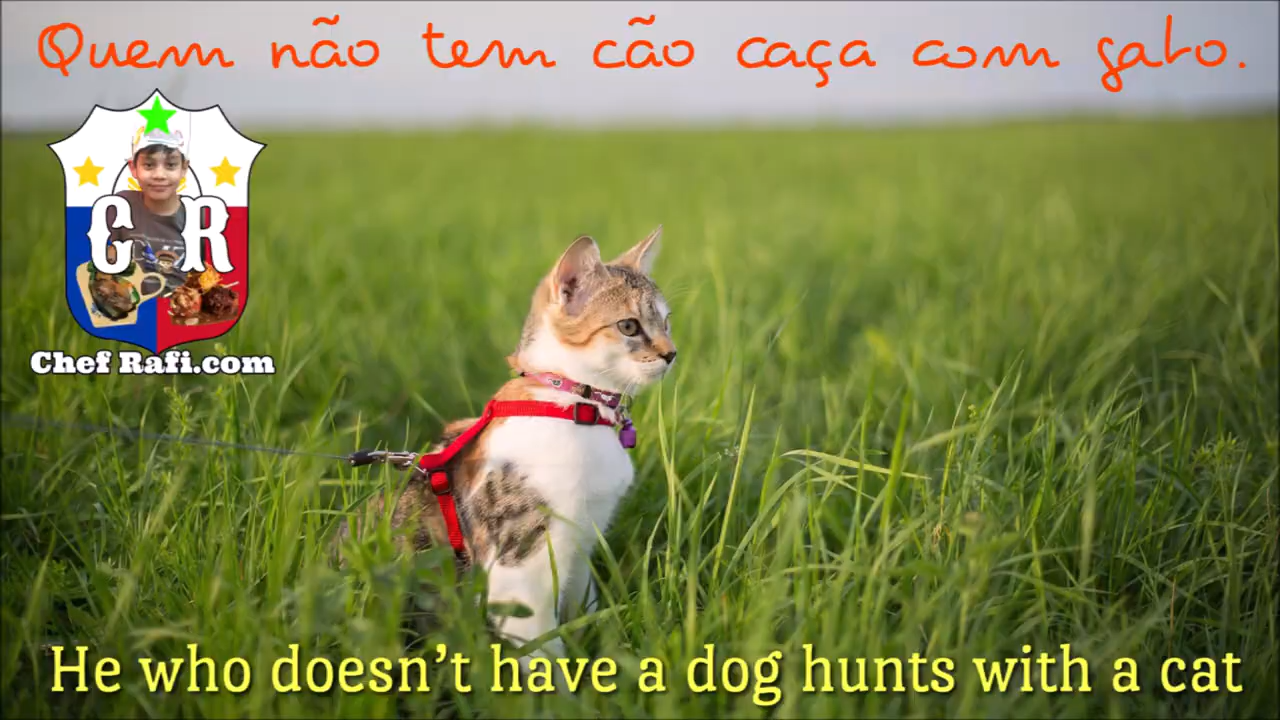 Quem não tem cão caça com gato.
C R
Chef Rafi.com
He who doesn't have a dog hunts with a cat